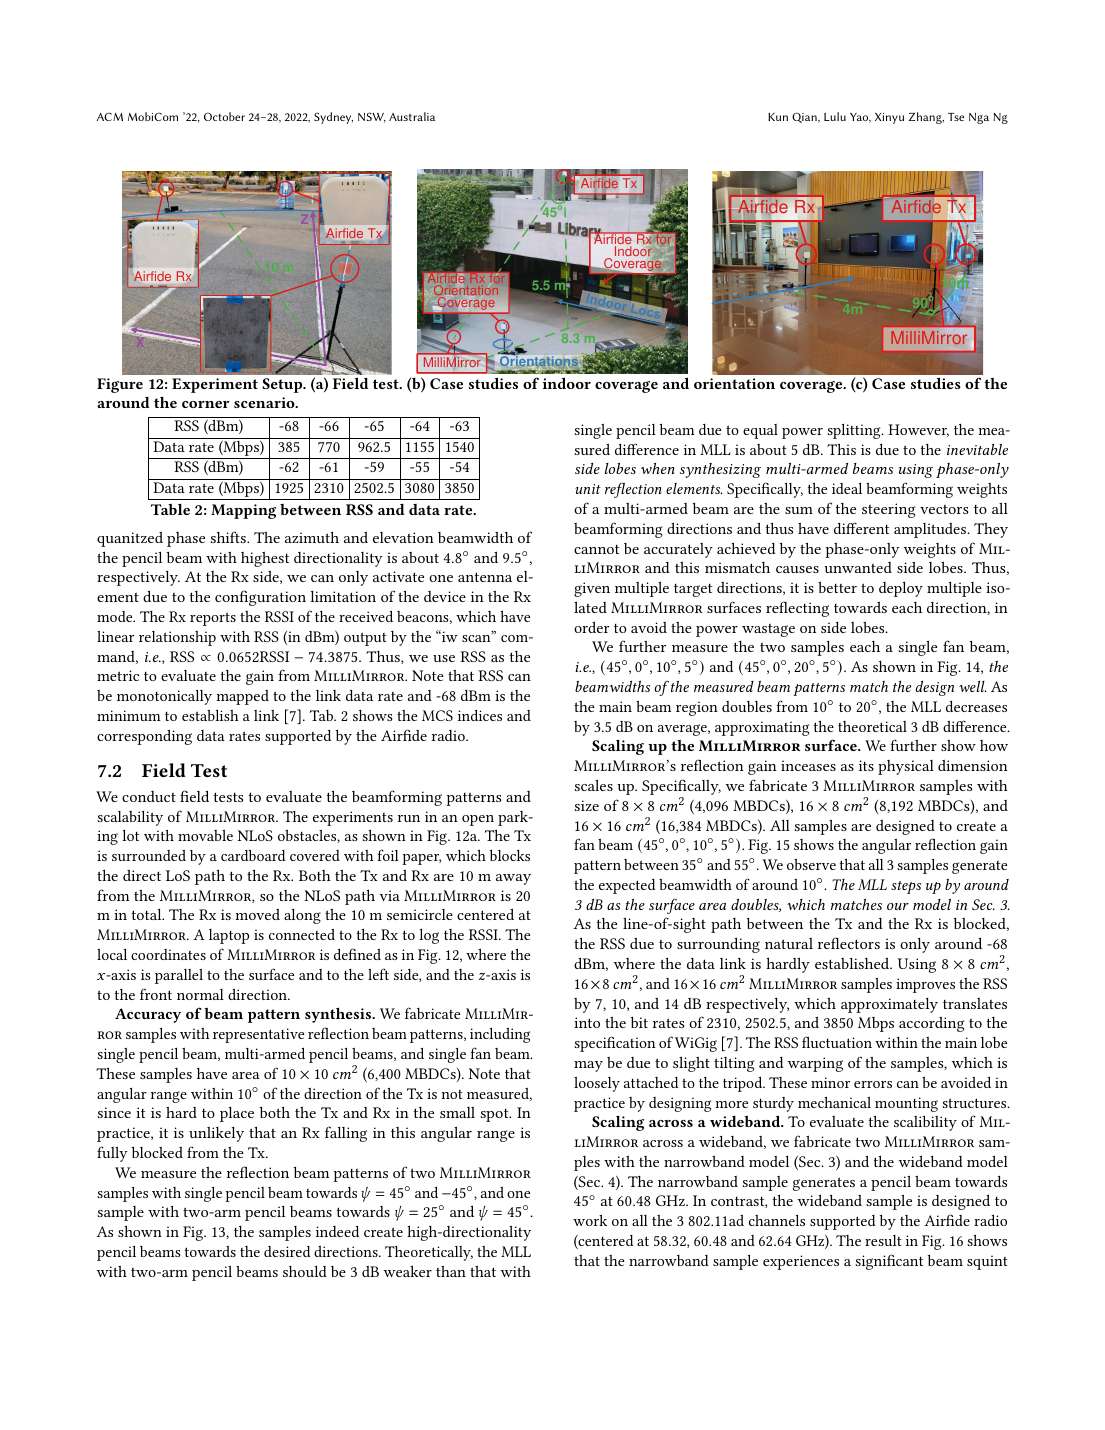 ACM MobiCom '22, October 24–28, 2022, Sydney, NSW, Australia
Kun Qian, Lulu Yao, Xinyu Zhang, Tse Nga Ng
Airfide Tx
Airfide Rx
10 m
z
x
Airfide Tx
45°
Library
Airfide Rx for
Indoor
Coverage
Airfide Rx for
Orientation
Coverage
5.5 m
Indoor Locs
8.3 m
MilliMirror
Orientations
Airfide Rx
Airfide Tx
4m
90°
MilliMirror
Figure 12: Experiment Setup. (a) Field test. (b) Case studies of indoor coverage and orientation coverage. (c) Case studies of the
around the corner scenario.
RSS (dBm) -68 -66 -65 -64 -63
Data rate (Mbps) 385 770 962.5 1155 1540
RSS (dBm) -62 -61 -59 -55 -54
Data rate (Mbps) 1925 2310 2502.5 3080 3850
Table 2: Mapping between RSS and data rate.
quanitzed phase shifts. The azimuth and elevation beamwidth of
the pencil beam with highest directionality is about 4.8° and 9.5°,
respectively. At the Rx side, we can only activate one antenna el-
ement due to the configuration limitation of the device in the Rx
mode. The Rx reports the RSSI of the received beacons, which have
linear relationship with RSS (in dBm) output by the “iw scan” com-
mand, i.e., RSS ∝ 0.0652RSSI − 74.3875. Thus, we use RSS as the
metric to evaluate the gain from MilliMirror. Note that RSS can
be monotonically mapped to the link data rate and -68 dBm is the
minimum to establish a link [7]. Tab. 2 shows the MCS indices and
corresponding data rates supported by the Airfide radio.
7.2 Field Test
We conduct field tests to evaluate the beamforming patterns and
scalability of MilliMirror. The experiments run in an open park-
ing lot with movable NLoS obstacles, as shown in Fig. 12a. The Tx
is surrounded by a cardboard covered with foil paper, which blocks
the direct LoS path to the Rx. Both the Tx and Rx are 10 m away
from the MilliMirror, so the NLoS path via MilliMirror is 20
m in total. The Rx is moved along the 10 m semicircle centered at
MilliMirror. A laptop is connected to the Rx to log the RSSI. The
local coordinates of MilliMirror is defined as in Fig. 12, where the
x-axis is parallel to the surface and to the left side, and the z-axis is
to the front normal direction.
Accuracy of beam pattern synthesis. We fabricate MilliMir-
ror samples with representative reflection beam patterns, including
single pencil beam, multi-armed pencil beams, and single fan beam.
These samples have area of 10 × 10 cm² (6,400 MBDCs). Note that
angular range within 10° of the direction of the Tx is not measured,
since it is hard to place both the Tx and Rx in the small spot. In
practice, it is unlikely that an Rx falling in this angular range is
fully blocked from the Tx.
We measure the reflection beam patterns of two MilliMirror
samples with single pencil beam towards ψ = 45° and −45°, and one
sample with two-arm pencil beams towards ψ = 25° and ψ = 45°.
As shown in Fig. 13, the samples indeed create high-directionality
pencil beams towards the desired directions. Theoretically, the MLL
with two-arm pencil beams should be 3 dB weaker than that with
single pencil beam due to equal power splitting. However, the mea-
sured difference in MLL is about 5 dB. This is due to the inevitable
side lobes when synthesizing multi-armed beams using phase-only
unit reflection elements. Specifically, the ideal beamforming weights
of a multi-armed beam are the sum of the steering vectors to all
beamforming directions and thus have different amplitudes. They
cannot be accurately achieved by the phase-only weights of Mil-
liMirror and this mismatch causes unwanted side lobes. Thus,
given multiple target directions, it is better to deploy multiple iso-
lated MilliMirror surfaces reflecting towards each direction, in
order to avoid the power wastage on side lobes.
We further measure the two samples each a single fan beam,
i.e., (45°, 0°, 10°, 5°) and (45°, 0°, 20°, 5°). As shown in Fig. 14, the
beamwidths of the measured beam patterns match the design well. As
the main beam region doubles from 10° to 20°, the MLL decreases
by 3.5 dB on average, approximating the theoretical 3 dB difference.
Scaling up the MilliMirror surface. We further show how
MilliMirror's reflection gain inceases as its physical dimension
scales up. Specifically, we fabricate 3 MilliMirror samples with
size of 8 × 8 cm² (4,096 MBDCs), 16 × 8 cm² (8,192 MBDCs), and
16 × 16 cm² (16,384 MBDCs). All samples are designed to create a
fan beam (45°, 0°, 10°, 5°). Fig. 15 shows the angular reflection gain
pattern between 35° and 55°. We observe that all 3 samples generate
the expected beamwidth of around 10°. The MLL steps up by around
3 dB as the surface area doubles, which matches our model in Sec. 3.
As the line-of-sight path between the Tx and the Rx is blocked,
the RSS due to surrounding natural reflectors is only around -68
dBm, where the data link is hardly established. Using 8 × 8 cm²,
16×8 cm², and 16×16 cm² MilliMirror samples improves the RSS
by 7, 10, and 14 dB respectively, which approximately translates
into the bit rates of 2310, 2502.5, and 3850 Mbps according to the
specification of WiGig [7]. The RSS fluctuation within the main lobe
may be due to slight tilting and warping of the samples, which is
loosely attached to the tripod. These minor errors can be avoided in
practice by designing more sturdy mechanical mounting structures.
Scaling across a wideband. To evaluate the scalibility of Mil-
liMirror across a wideband, we fabricate two MilliMirror sam-
ples with the narrowband model (Sec. 3) and the wideband model
(Sec. 4). The narrowband sample generates a pencil beam towards
45° at 60.48 GHz. In contrast, the wideband sample is designed to
work on all the 3 802.11ad channels supported by the Airfide radio
(centered at 58.32, 60.48 and 62.64 GHz). The result in Fig. 16 shows
that the narrowband sample experiences a significant beam squint